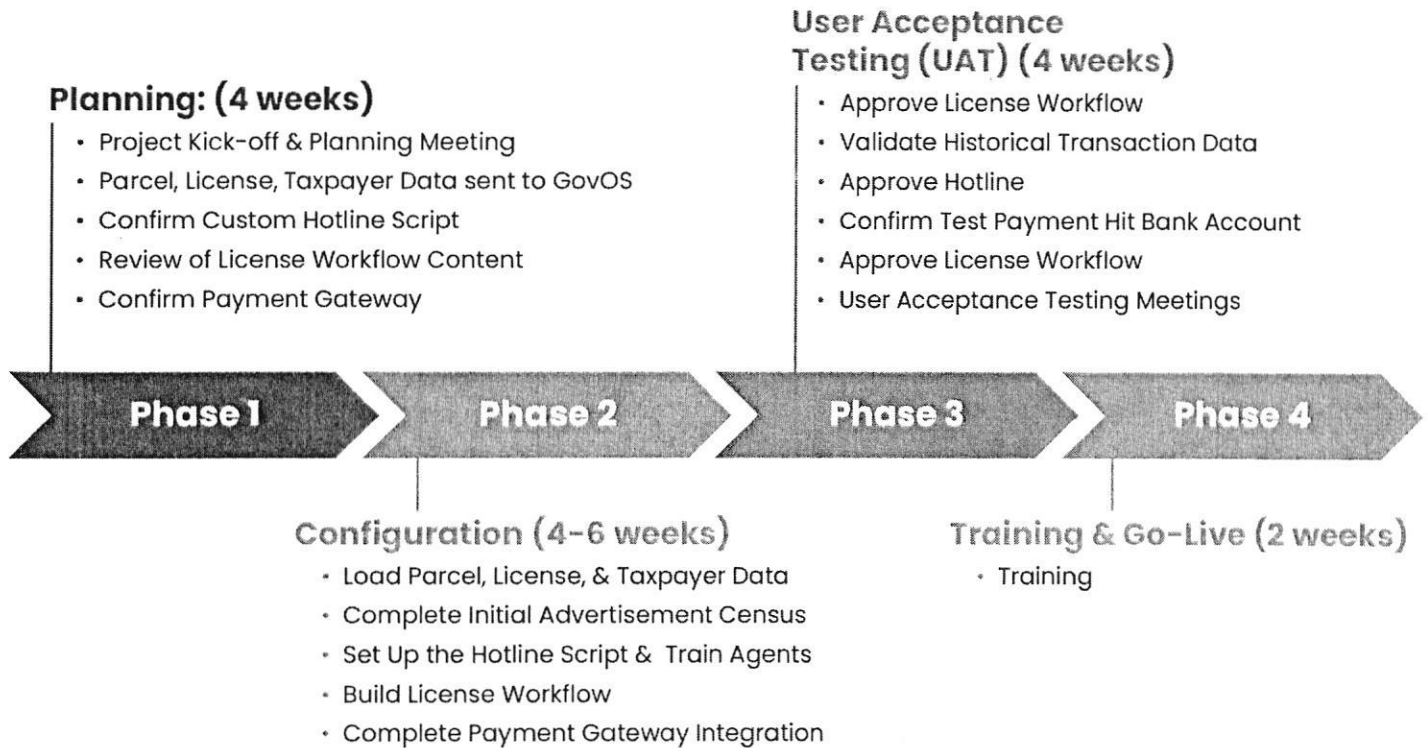 Planning: (4 weeks)
• Project Kick-off & Planning Meeting
• Parcel, License, Taxpayer Data sent to GovOS
• Confirm Custom Hotline Script
• Review of License Workflow Content
• Confirm Payment Gateway
User Acceptance
Testing (UAT) (4 weeks)
• Approve License Workflow
• Validate Historical Transaction Data
• Approve Hotline
• Confirm Test Payment Hit Bank Account
• Approve License Workflow
• User Acceptance Testing Meetings
Phase 1
Phase 2
Phase 3
Phase 4
Configuration (4-6 weeks)
• Load Parcel, License, & Taxpayer Data
• Complete Initial Advertisement Census
• Set Up the Hotline Script & Train Agents
• Build License Workflow
• Complete Payment Gateway Integration
Training & Go-Live (2 weeks)
• Training